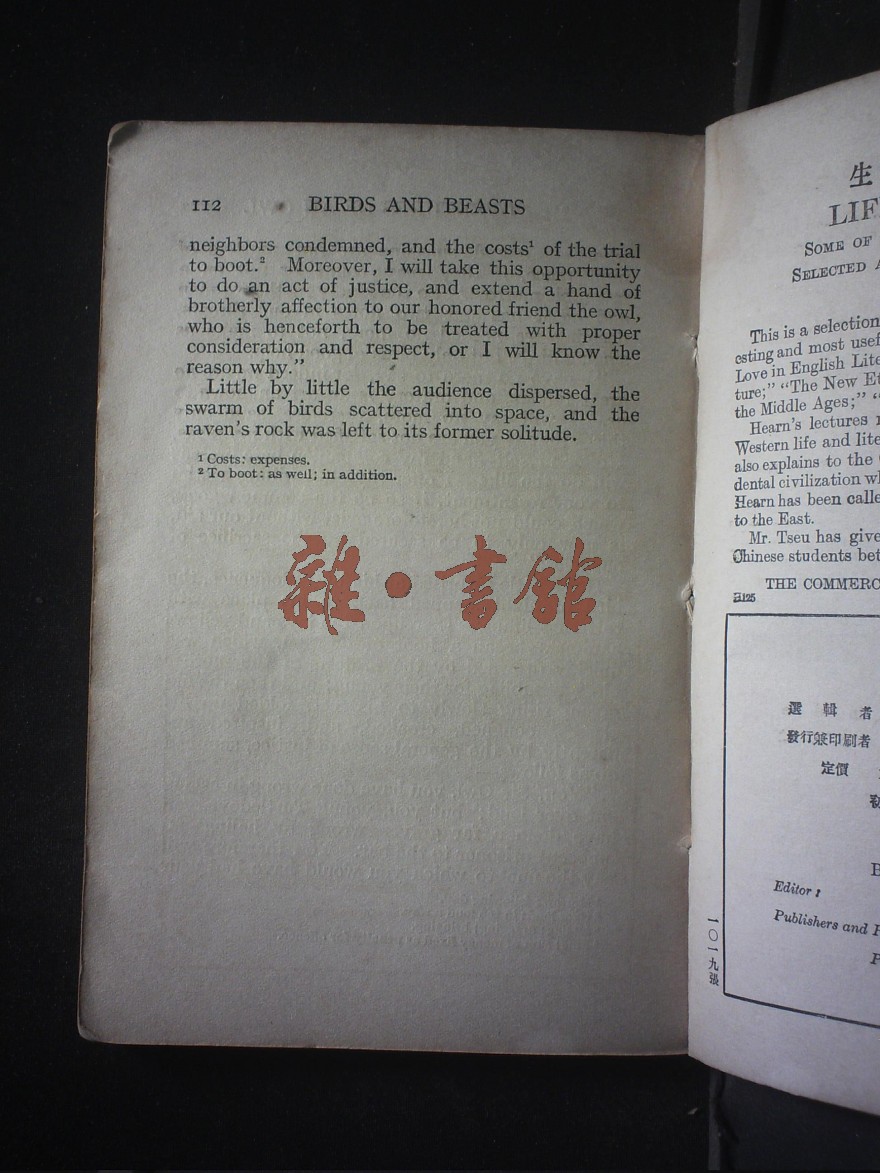 112 BIRDS AND BEASTS
neighbors condemned, and the costs¹ of the trial
to boot.² Moreover, I will take this opportunity
to do an act of justice, and extend a hand of
brotherly affection to our honored friend the owl,
who is henceforth to be treated with proper
consideration and respect, or I will know the
reason why.”
Little by little the audience dispersed, the
swarm of birds scattered into space, and the
raven’s rock was left to its former solitude.
¹ Costs: expenses.
² To boot: as well; in addition.
雜•書館
生
LIF
SOME OF
SELECTED A
This is a selection
esting and most usef
Love in English Lite
ture;” “The New Et
the Middle Ages;” “
Hearn’s lectures
Western life and lite
also explains to the
dental civilization wh
Hearn has been calle
to the East.
Mr. Tseu has give
Chinese students bet
THE COMMERC
選輯者
發行兼印刷者
定價
E
Editor:
Publishers and P
P
一〇一九張